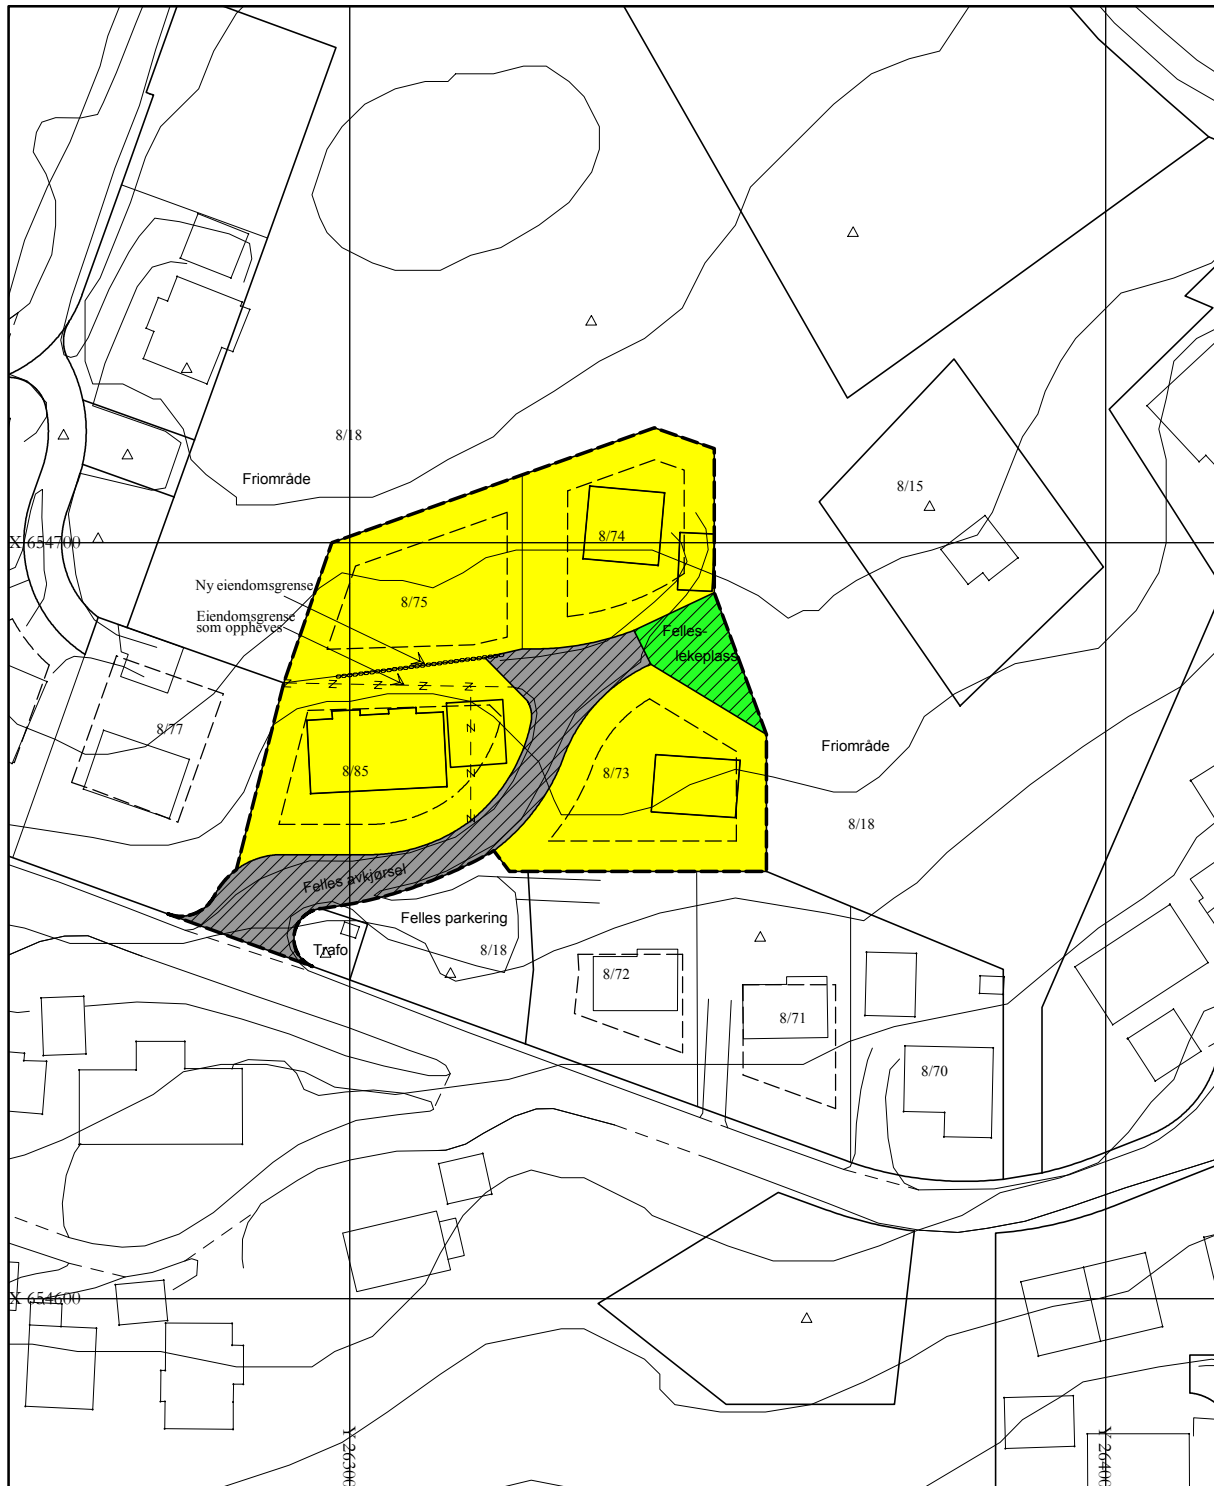 8/18
Friområde
8/15
X 654700
8/74
Ny eiendomsgrense
8/75
Eiendomsgrense
som oppheves
Felles-
lekeplass
8/77
Friområde
8/85
8/73
8/18
Felles avkjørsel
Felles parkering
Trafo
8/18
8/72
8/71
8/70
X 654600
Y 26300
Y 26400